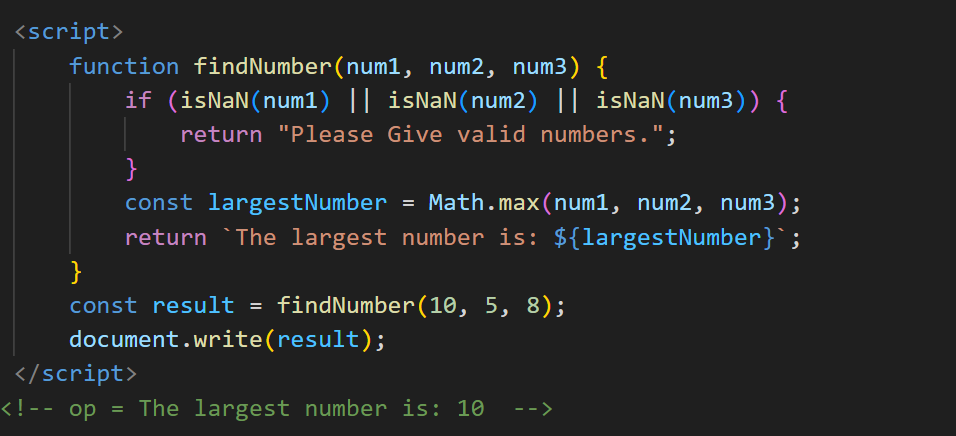 <script>
    function findNumber(num1, num2, num3) {
        if (isNaN(num1) || isNaN(num2) || isNaN(num3)) {
            return "Please Give valid numbers.";
        }
        const largestNumber = Math.max(num1, num2, num3);
        return `The largest number is: ${largestNumber}`;
    }
    const result = findNumber(10, 5, 8);
    document.write(result);
</script>
<!-- op = The largest number is: 10  -->